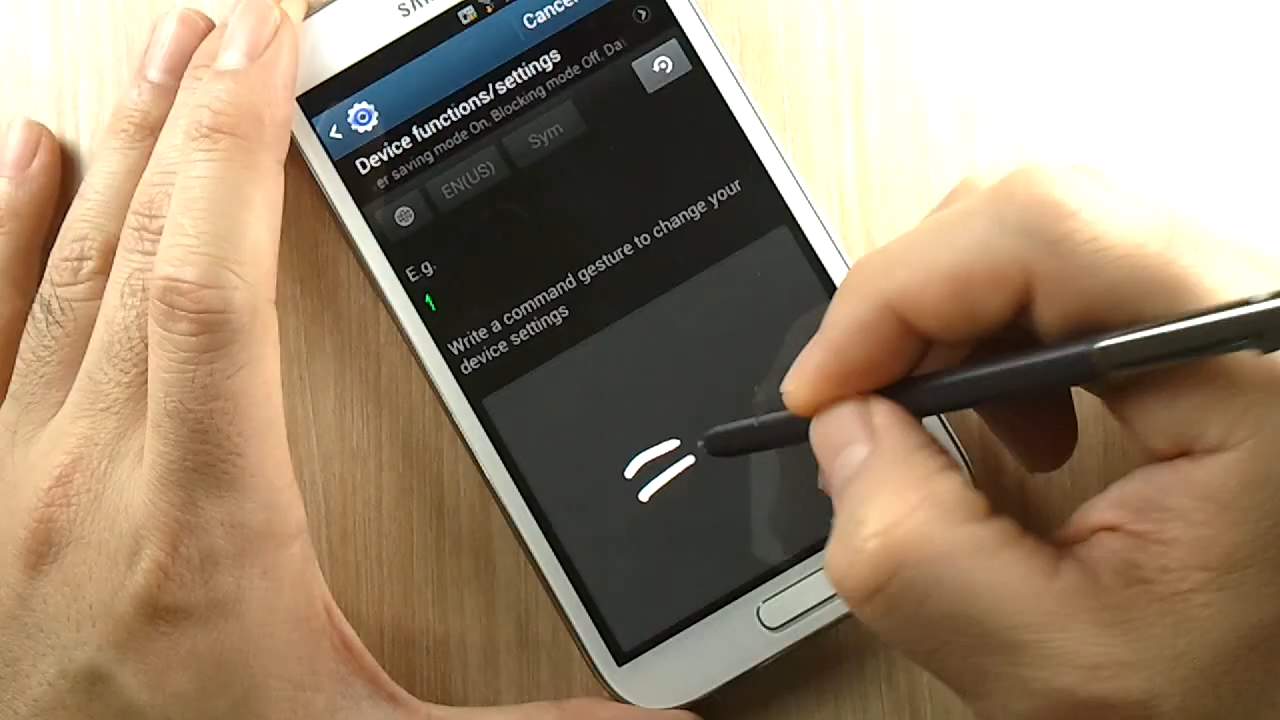 Cancel
Device functions/settings
er saving mode On, Blocking mode Off, Da
EN(US)
Sym
E.g.
Write a command gesture to change your
device settings
=